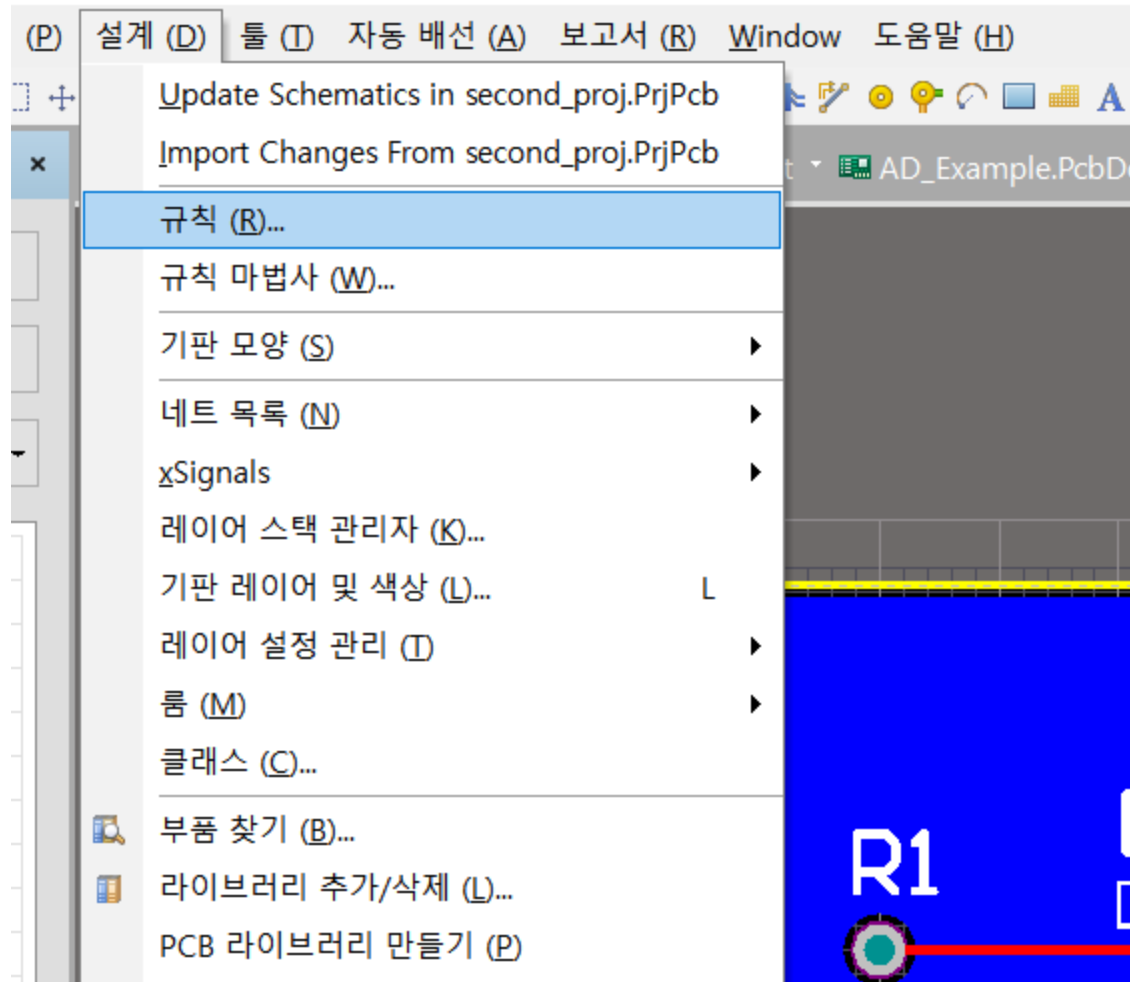 (P) 설계 (D) 툴 (T) 자동 배선 (A) 보고서 (R) Window 도움말 (H)
Update Schematics in second_proj.PrjPcb
Import Changes From second_proj.PrjPcb
AD_Example.PcbD
규칙 (R)...
규칙 마법사 (W)...
기판 모양 (S)
네트 목록 (N)
xSignals
레이어 스택 관리자 (K)...
기판 레이어 및 색상 (L)... L
레이어 설정 관리 (T)
룸 (M)
클래스 (C)...
부품 찾기 (B)...
R1
라이브러리 추가/삭제 (L)...
PCB 라이브러리 만들기 (P)